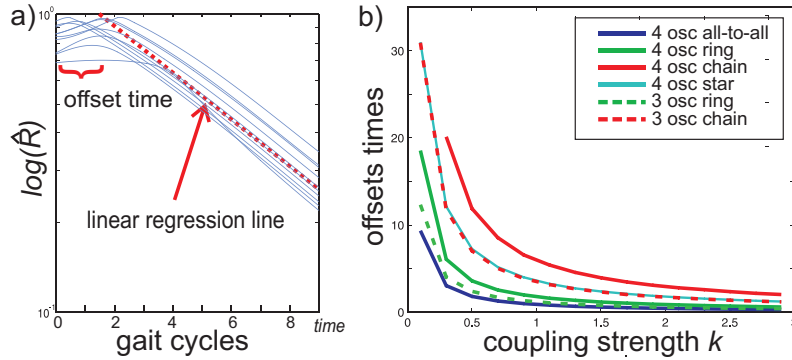 a)
10⁰
offset time
log(R̂)
linear regression line
10⁻¹
0 2 4 6 8
time
gait cycles
b)
4 osc all-to-all
4 osc ring
4 osc chain
4 osc star
3 osc ring
3 osc chain
30
20
10
0
offsets times
0 0.5 1 1.5 2 2.5
coupling strength k